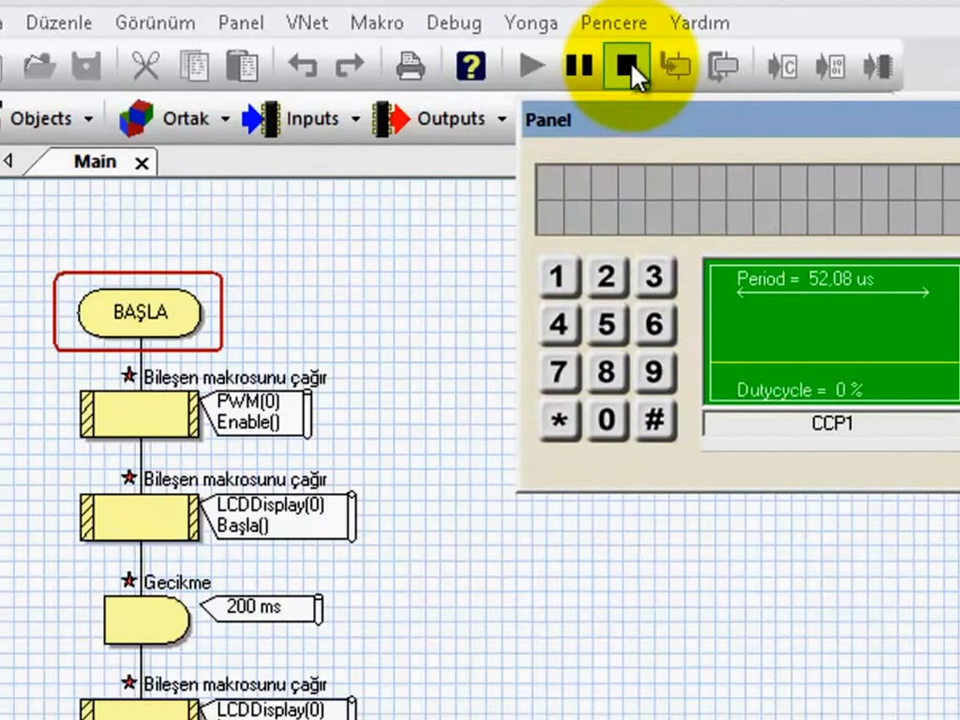 Düzenle Görünüm Panel VNet Makro Debug Yonga Pencere Yardım
Objects Ortak Inputs Outputs
Main
Panel
BAŞLA
Bileşen makrosunu çağır
PWM(0)
Enable()
Bileşen makrosunu çağır
LCDDisplay(0)
Başla()
Gecikme
200 ms
Bileşen makrosunu çağır
LCDDisplay(0)
1 2 3
4 5 6
7 8 9
* 0 #
Period = 52,08 us
Dutycycle = 0 %
CCP1